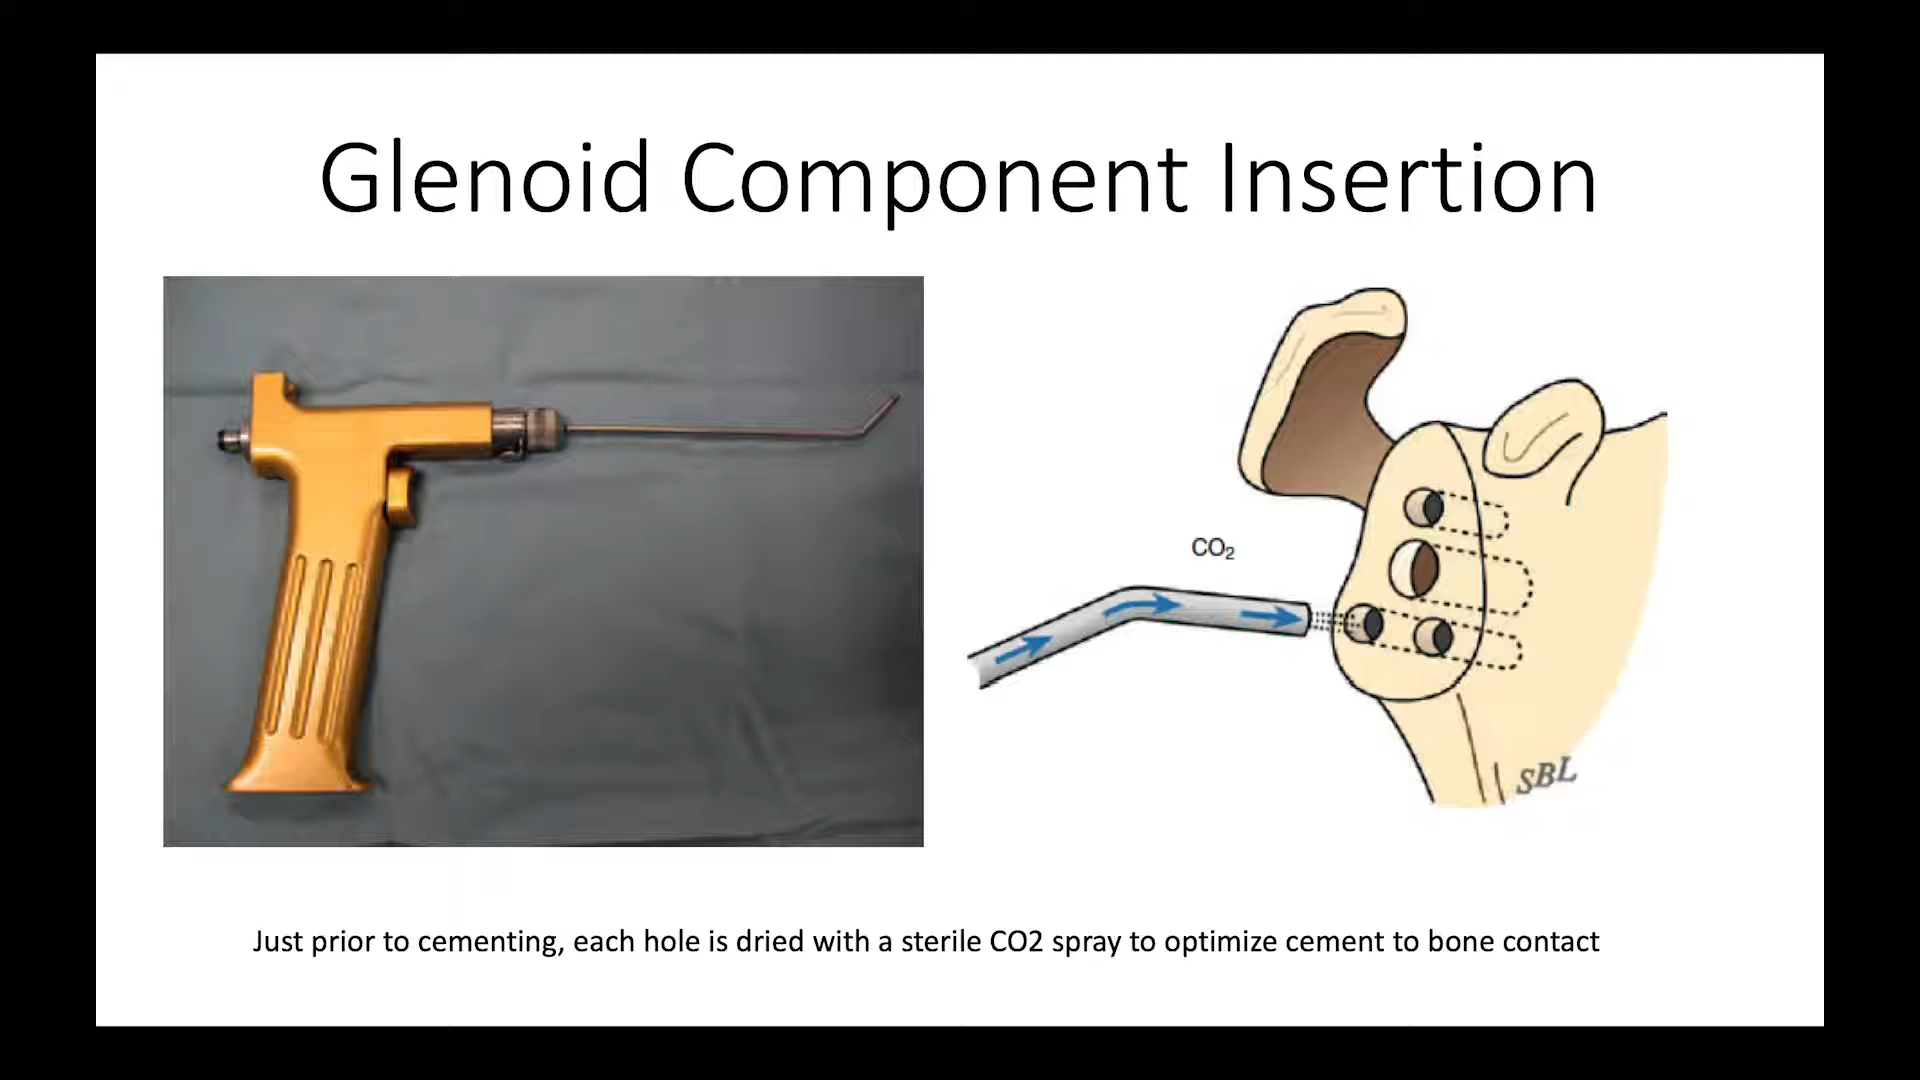 Glenoid Component Insertion
CO₂
SBL
Just prior to cementing, each hole is dried with a sterile CO2 spray to optimize cement to bone contact